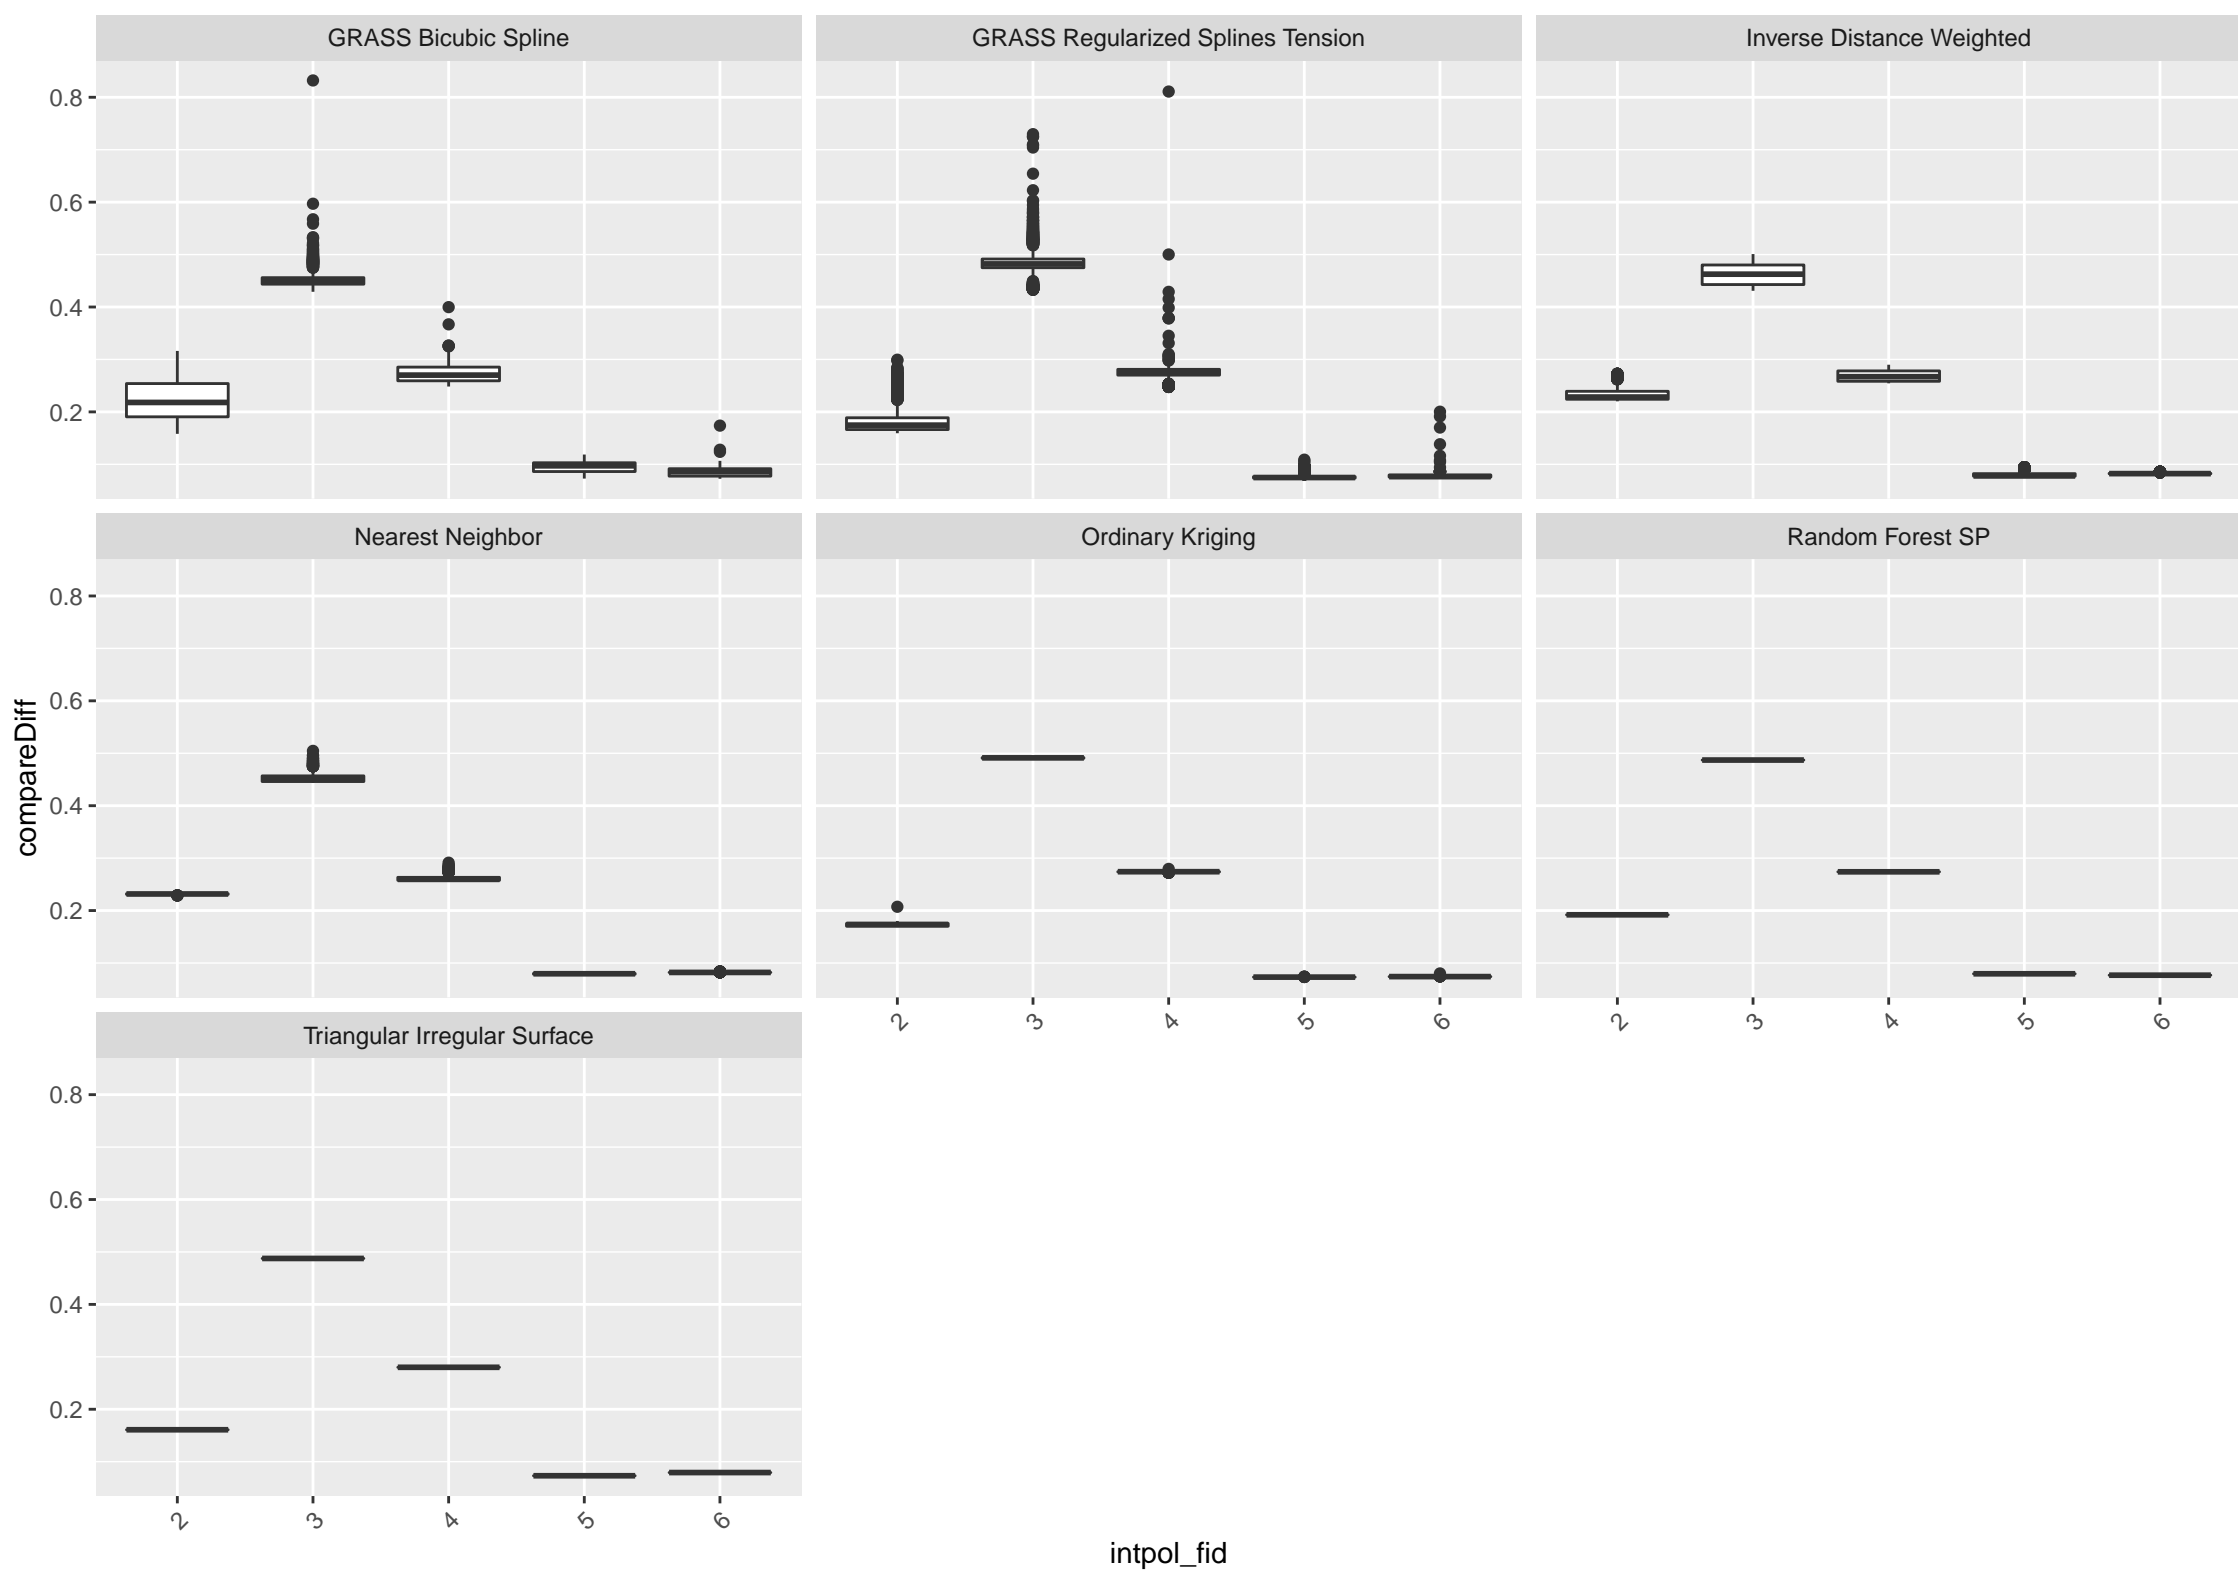 GRASS Bicubic Spline
GRASS Regularized Splines Tension
Inverse Distance Weighted
0.8
0.6
0.4
0.2
Nearest Neighbor
Ordinary Kriging
Random Forest SP
0.8
0.6
0.4
0.2
2 3 4 5 6
2 3 4 5 6
Triangular Irregular Surface
0.8
0.6
0.4
0.2
2 3 4 5 6
compareDiff
intpol_fid